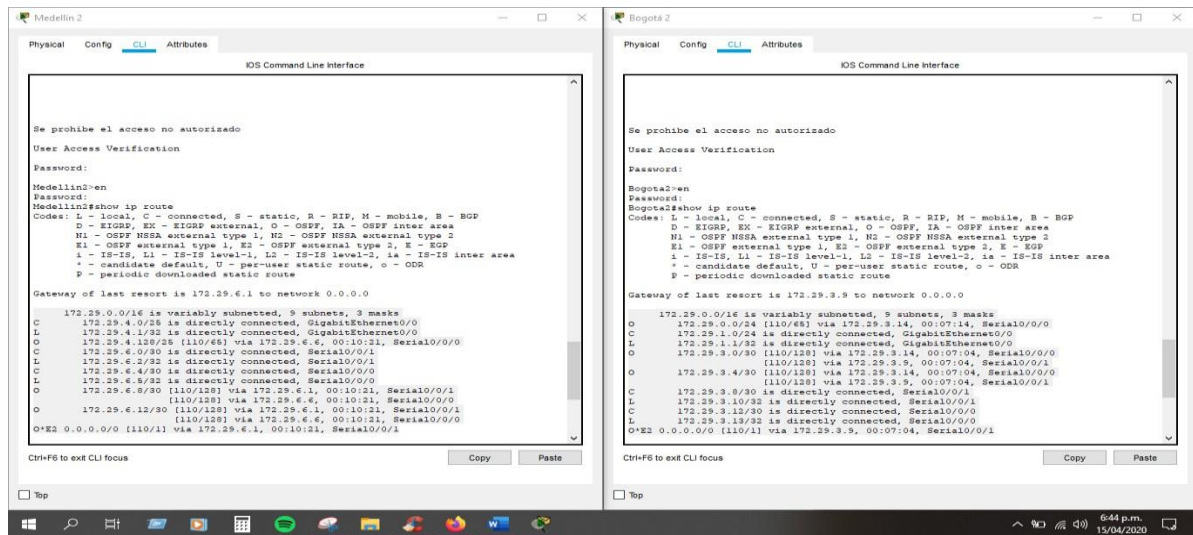 Medellín 2
Physical Config CLI Attributes
IOS Command Line Interface
Se prohibe el acceso no autorizado
User Access Verification
Password:
Medellin2>en
Password:
Medellin2#show ip route
Codes: L - local, C - connected, S - static, R - RIP, M - mobile, B - BGP
D - EIGRP, EX - EIGRP external, O - OSPF, IA - OSPF inter area
N1 - OSPF NSSA external type 1, N2 - OSPF NSSA external type 2
E1 - OSPF external type 1, E2 - OSPF external type 2, E - EGP
i - IS-IS, L1 - IS-IS level-1, L2 - IS-IS level-2, ia - IS-IS inter area
* - candidate default, U - per-user static route, o - ODR
P - periodic downloaded static route
Gateway of last resort is 172.29.6.1 to network 0.0.0.0
172.29.0.0/16 is variably subnetted, 9 subnets, 3 masks
C 172.29.4.0/25 is directly connected, GigabitEthernet0/0
L 172.29.4.1/32 is directly connected, GigabitEthernet0/0
O 172.29.4.128/25 [110/65] via 172.29.6.6, 00:10:21, Serial0/0/0
C 172.29.6.0/30 is directly connected, Serial0/0/1
L 172.29.6.2/32 is directly connected, Serial0/0/1
C 172.29.6.4/30 is directly connected, Serial0/0/0
L 172.29.6.5/32 is directly connected, Serial0/0/0
O 172.29.6.8/30 [110/128] via 172.29.6.1, 00:10:21, Serial0/0/1
[110/128] via 172.29.6.6, 00:10:21, Serial0/0/0
O 172.29.6.12/30 [110/128] via 172.29.6.1, 00:10:21, Serial0/0/1
[110/128] via 172.29.6.6, 00:10:21, Serial0/0/0
O*E2 0.0.0.0/0 [110/1] via 172.29.6.1, 00:10:21, Serial0/0/1
Ctrl+F6 to exit CLI focus
Copy Paste
Top
Bogotá 2
Physical Config CLI Attributes
IOS Command Line Interface
Se prohibe el acceso no autorizado
User Access Verification
Password:
Bogota2>en
Password:
Bogota2#show ip route
Codes: L - local, C - connected, S - static, R - RIP, M - mobile, B - BGP
D - EIGRP, EX - EIGRP external, O - OSPF, IA - OSPF inter area
N1 - OSPF NSSA external type 1, N2 - OSPF NSSA external type 2
E1 - OSPF external type 1, E2 - OSPF external type 2, E - EGP
i - IS-IS, L1 - IS-IS level-1, L2 - IS-IS level-2, ia - IS-IS inter area
* - candidate default, U - per-user static route, o - ODR
P - periodic downloaded static route
Gateway of last resort is 172.29.3.9 to network 0.0.0.0
172.29.0.0/16 is variably subnetted, 9 subnets, 3 masks
O 172.29.0.0/24 [110/65] via 172.29.3.14, 00:07:14, Serial0/0/0
C 172.29.1.0/24 is directly connected, GigabitEthernet0/0
L 172.29.1.1/32 is directly connected, GigabitEthernet0/0
O 172.29.3.0/30 [110/128] via 172.29.3.14, 00:07:04, Serial0/0/0
[110/128] via 172.29.3.9, 00:07:04, Serial0/0/1
O 172.29.3.4/30 [110/128] via 172.29.3.14, 00:07:04, Serial0/0/0
[110/128] via 172.29.3.9, 00:07:04, Serial0/0/1
C 172.29.3.8/30 is directly connected, Serial0/0/1
L 172.29.3.10/32 is directly connected, Serial0/0/1
C 172.29.3.12/30 is directly connected, Serial0/0/0
L 172.29.3.13/32 is directly connected, Serial0/0/0
O*E2 0.0.0.0/0 [110/1] via 172.29.3.9, 00:07:04, Serial0/0/1
Ctrl+F6 to exit CLI focus
Copy Paste
Top
6:44 p.m.
15/04/2020